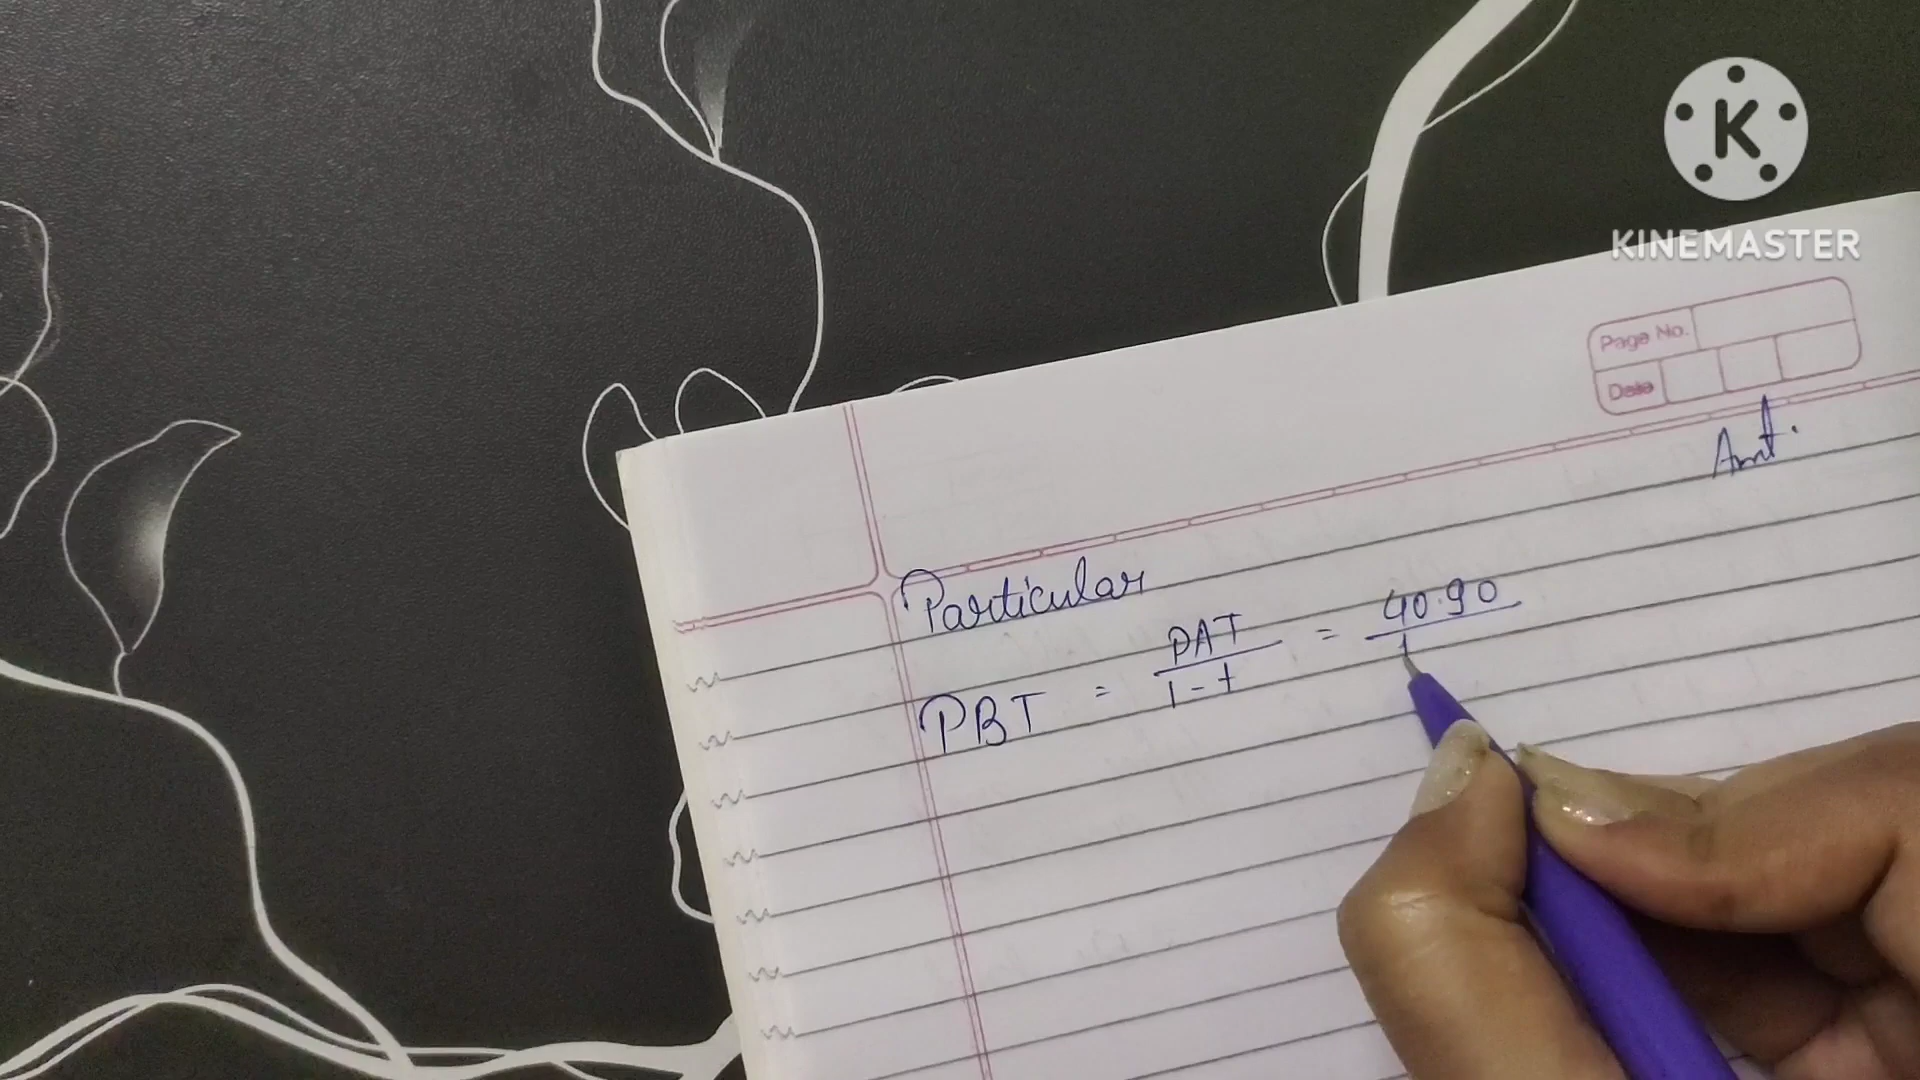 K
KINEMASTER
Page No.
Date
Amt.
Particular
PBT = PAT / 1-t = 40.90 / 1